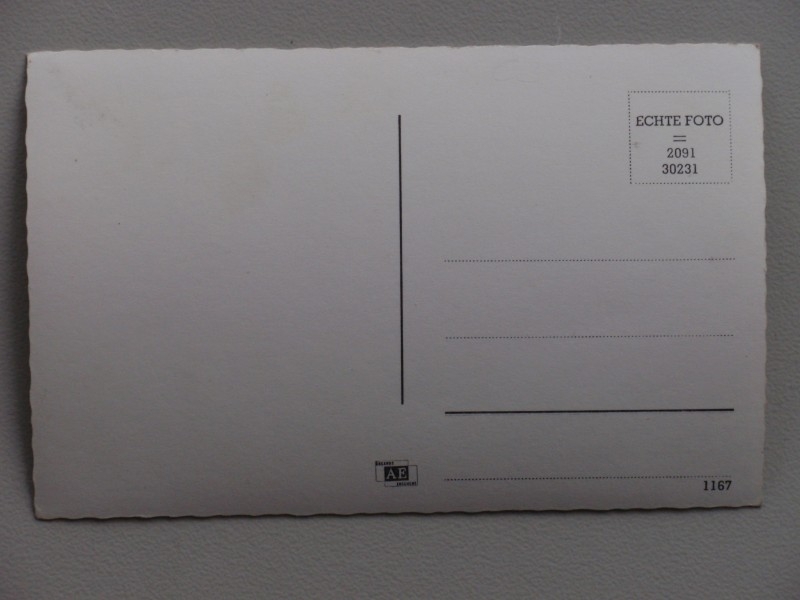 ECHTE FOTO
=
2091
30231
AE
1167